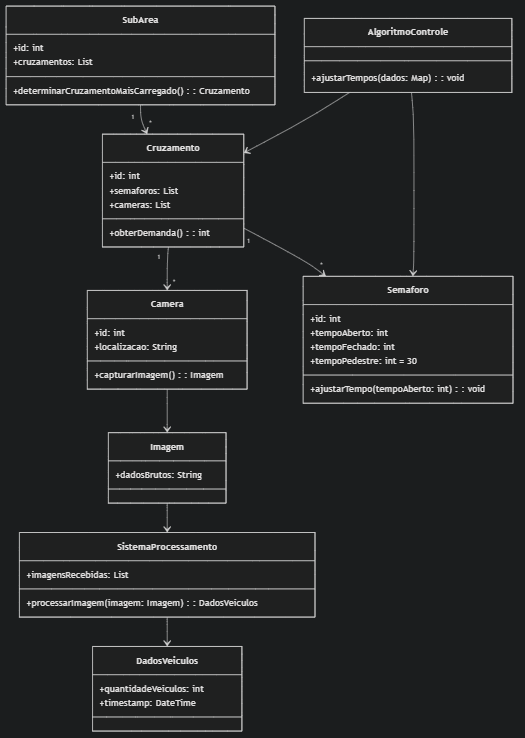 SubArea
+id: int
+cruzamentos: List
+determinarCruzamentoMaisCarregado() : : Cruzamento
AlgoritmoControle
+ajustarTempos(dados: Map) : : void
1
*
Cruzamento
+id: int
+semaforos: List
+cameras: List
+obterDemanda() : : int
1
*
1
*
Camera
+id: int
+localizacao: String
+capturarImagem() : : Imagem
Semaforo
+id: int
+tempoAberto: int
+tempoFechado: int
+tempoPedestre: int = 30
+ajustarTempo(tempoAberto: int) : : void
Imagem
+dadosBrutos: String
SistemaProcessamento
+imagensRecebidas: List
+processarImagem(imagem: Imagem) : : DadosVeiculos
DadosVeiculos
+quantidadeVeiculos: int
+timestamp: DateTime